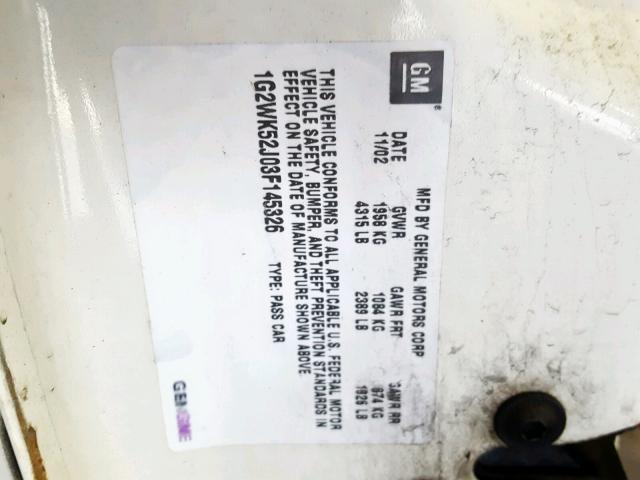 GM ®
MFD BY GENERAL MOTORS CORP
DATE GVWR GAWR FRT GAWR RR
11/02 1958 KG 1084 KG 874 KG
4315 LB 2389 LB 1926 LB
THIS VEHICLE CONFORMS TO ALL APPLICABLE U.S. FEDERAL MOTOR
VEHICLE SAFETY, BUMPER, AND THEFT PREVENTION STANDARDS IN
EFFECT ON THE DATE OF MANUFACTURE SHOWN ABOVE
1G2WK52J03F145326 TYPE: PASS CAR